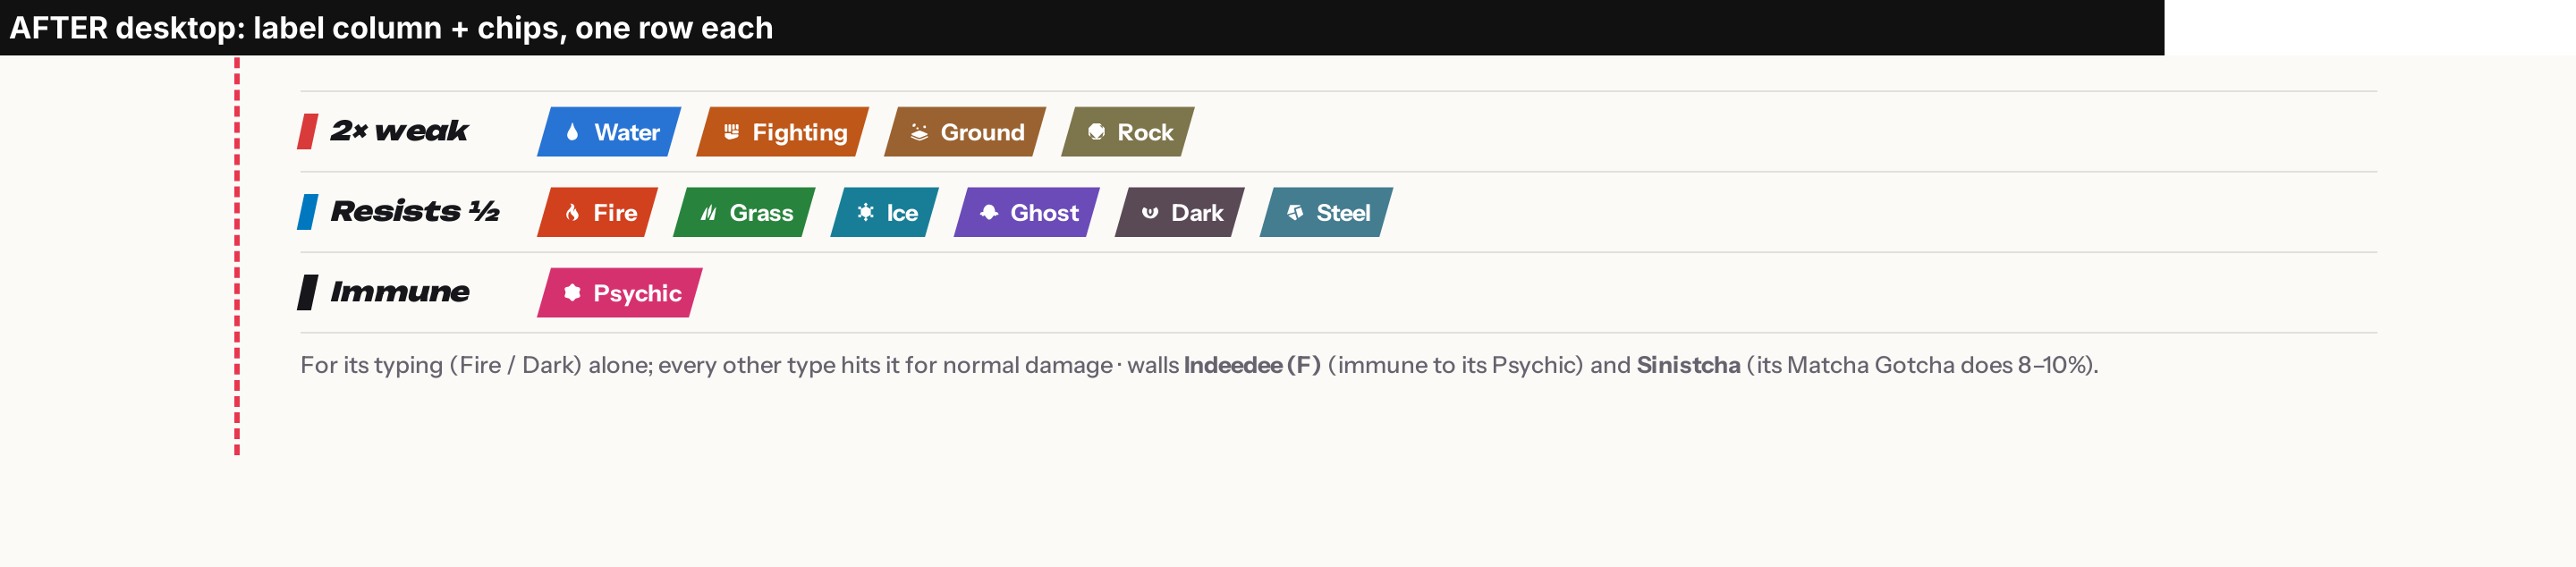 AFTER desktop: label column + chips, one row each
2× weak Water Fighting Ground Rock
Resists ½ Fire Grass Ice Ghost Dark Steel
Immune Psychic
For its typing (Fire / Dark) alone; every other type hits it for normal damage · walls Indeedee (F) (immune to its Psychic) and Sinistcha (its Matcha Gotcha does 8–10%).